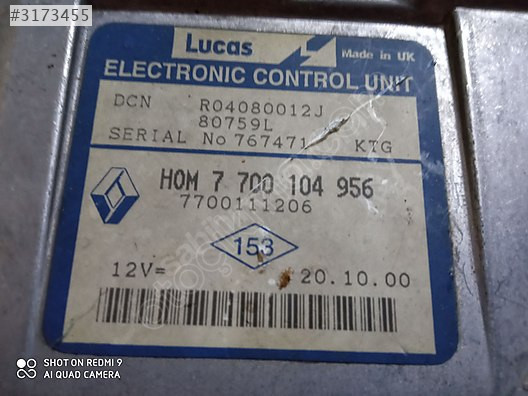 #3173455
Lucas
Made in UK
ELECTRONIC CONTROL UNIT
DCN R04080012J
80759L
SERIAL No 767471 KTG
HOM 7 700 104 956
7700111206
153
12V= 20.10.00
SHOT ON REDMI 9
AI QUAD CAMERA